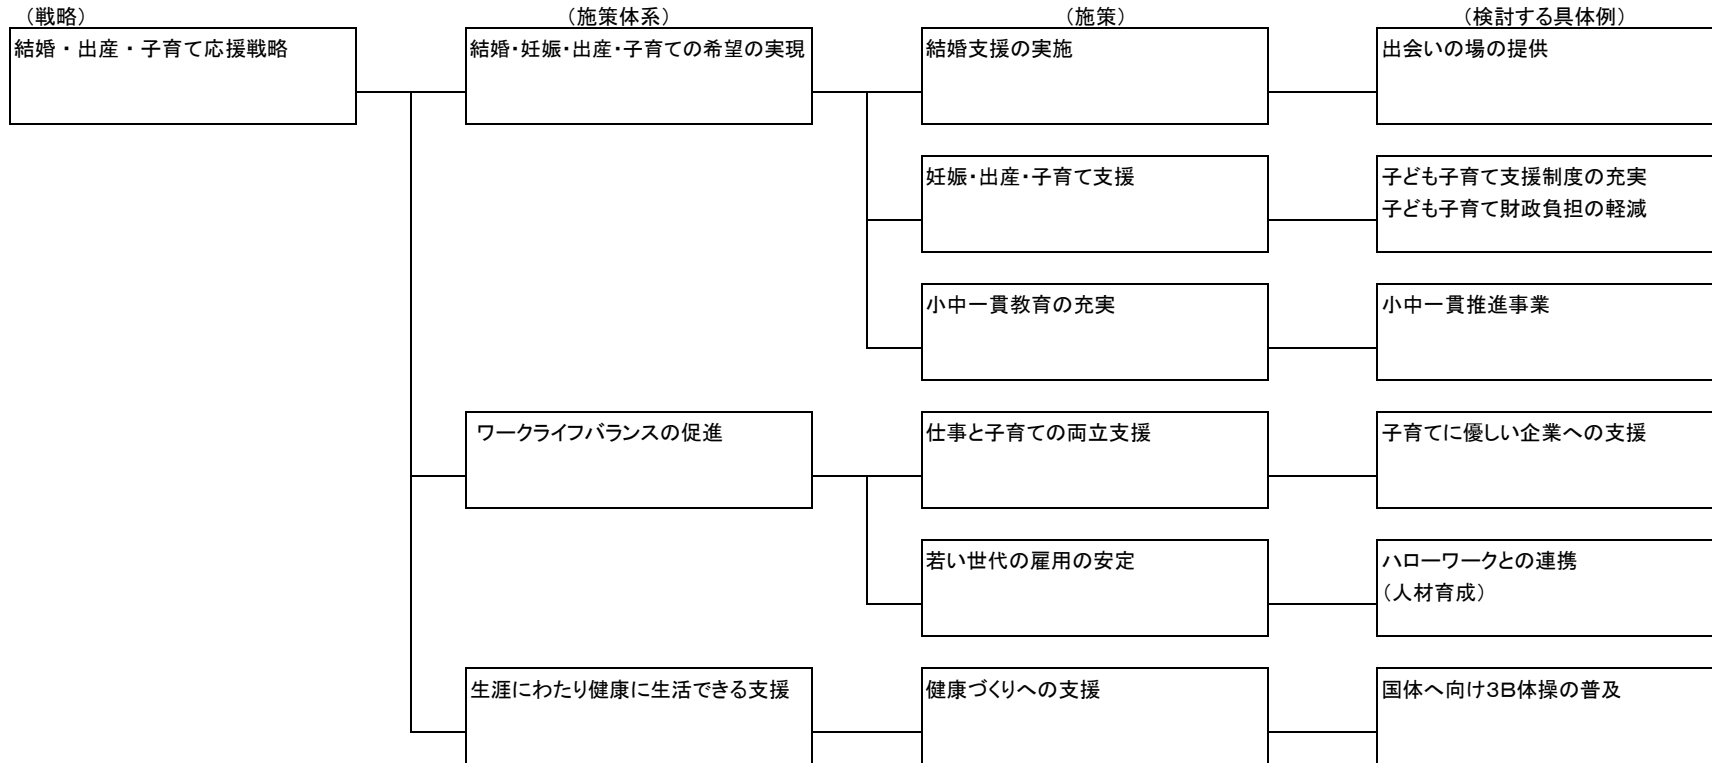 （戦略）
（施策体系）
（施策）
（検討する具体例）
結婚・出産・子育て応援戦略
結婚・妊娠・出産・子育ての希望の実現
結婚支援の実施
出会いの場の提供
妊娠・出産・子育て支援
子ども子育て支援制度の充実
子ども子育て財政負担の軽減
小中一貫教育の充実
小中一貫推進事業
ワークライフバランスの促進
仕事と子育ての両立支援
子育てに優しい企業への支援
若い世代の雇用の安定
ハローワークとの連携
（人材育成）
生涯にわたり健康に生活できる支援
健康づくりへの支援
国体へ向け３Ｂ体操の普及